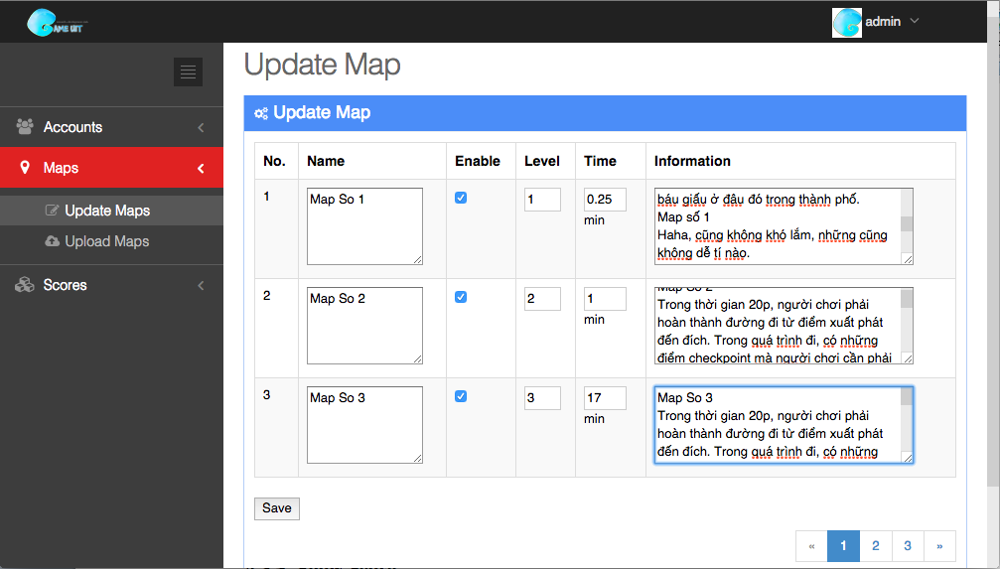 GAME UIT
admin
Update Map
Accounts
Maps
Update Maps
Upload Maps
Scores
Update Map
No. Name Enable Level Time Information
1 Map So 1 1 0.25 min
báu giấu ở đâu đó trong thành phố.
Map số 1
Haha, cũng không khó lắm, những cũng
không dễ tí nào.
2 Map So 2 2 1 min
Map So 2
Trong thời gian 20p, người chơi phải
hoàn thành đường đi từ điểm xuất phát
đến đích. Trong quá trình đi, có những
điểm checkpoint mà người chơi cần phải
3 Map So 3 3 17 min
Map So 3
Trong thời gian 20p, người chơi phải
hoàn thành đường đi từ điểm xuất phát
đến đích. Trong quá trình đi, có những
Save
« 1 2 3 »